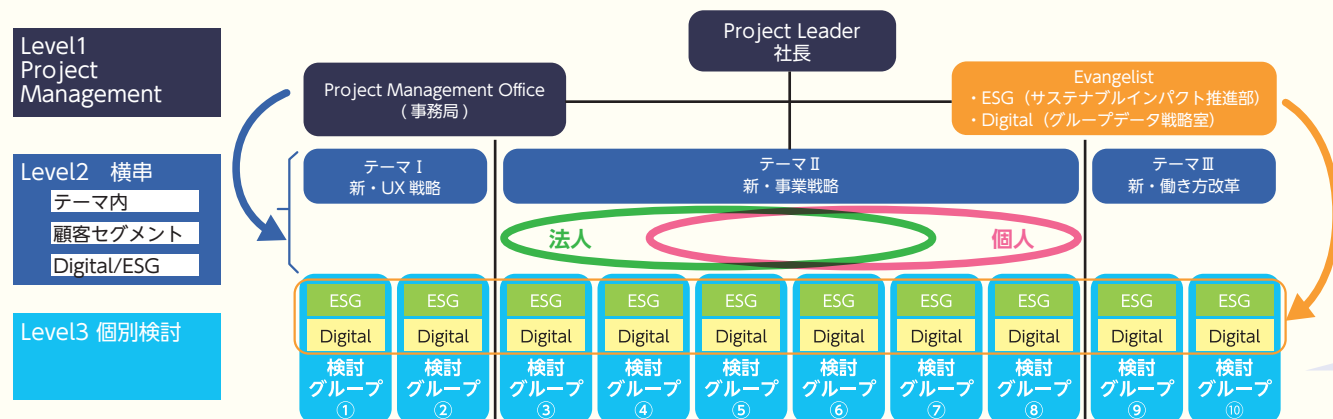 Level1
Project
Management
Project Leader
社長
Project Management Office
(事務局)
Evangelist
・ESG（サステナブルインパクト推進部）
・Digital（グループデータ戦略室）
Level2　横串
テーマ内
顧客セグメント
Digital/ESG
テーマⅠ
新・UX 戦略
テーマⅡ
新・事業戦略
テーマⅢ
新・働き方改革
法人
個人
Level3 個別検討
ESG ESG ESG ESG ESG ESG ESG ESG ESG ESG
Digital Digital Digital Digital Digital Digital Digital Digital Digital Digital
検討 検討 検討 検討 検討 検討 検討 検討 検討 検討
グループ グループ グループ グループ グループ グループ グループ グループ グループ グループ
① ② ③ ④ ⑤ ⑥ ⑦ ⑧ ⑨ ⑩